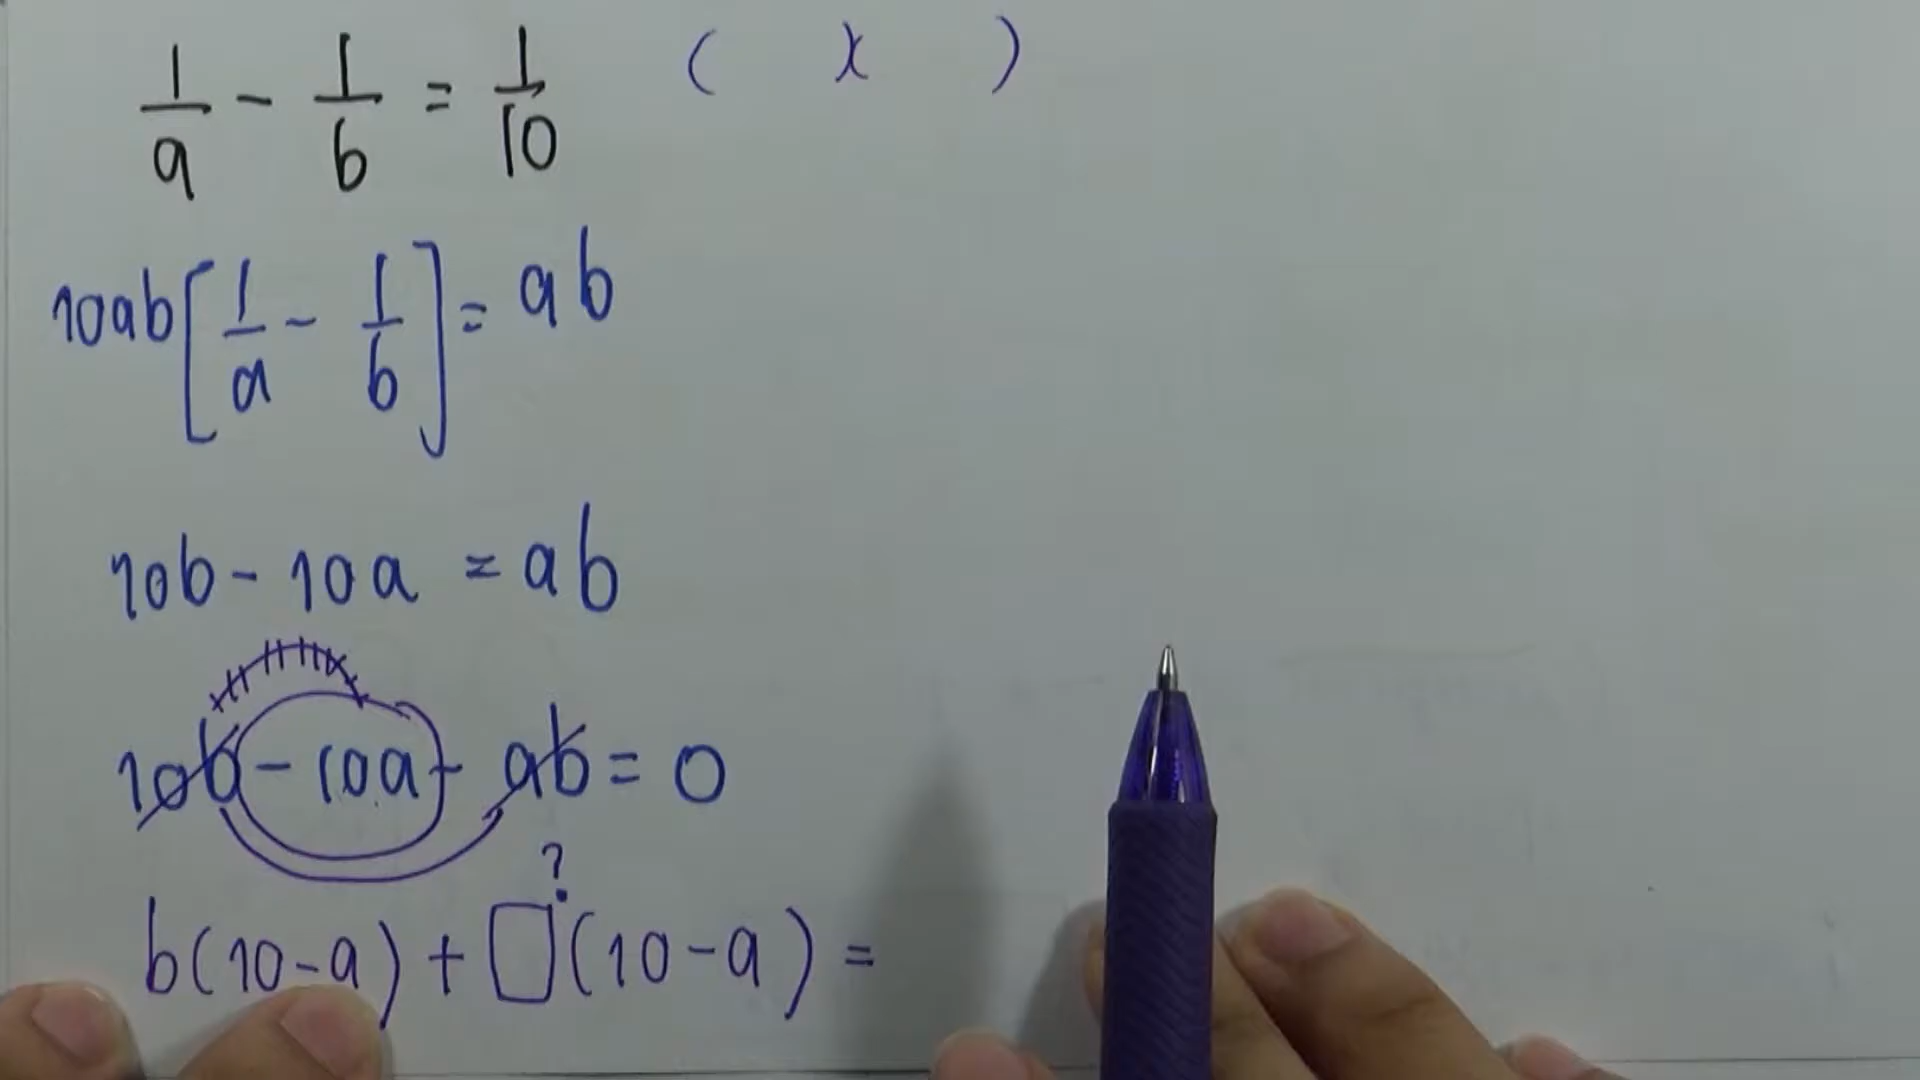 1/a - 1/b = 1/10 ( x )
10ab[1/a - 1/b] = ab
10b - 10a = ab
10b - 10a - ab = 0
?
b(10-a) + □(10-a) =